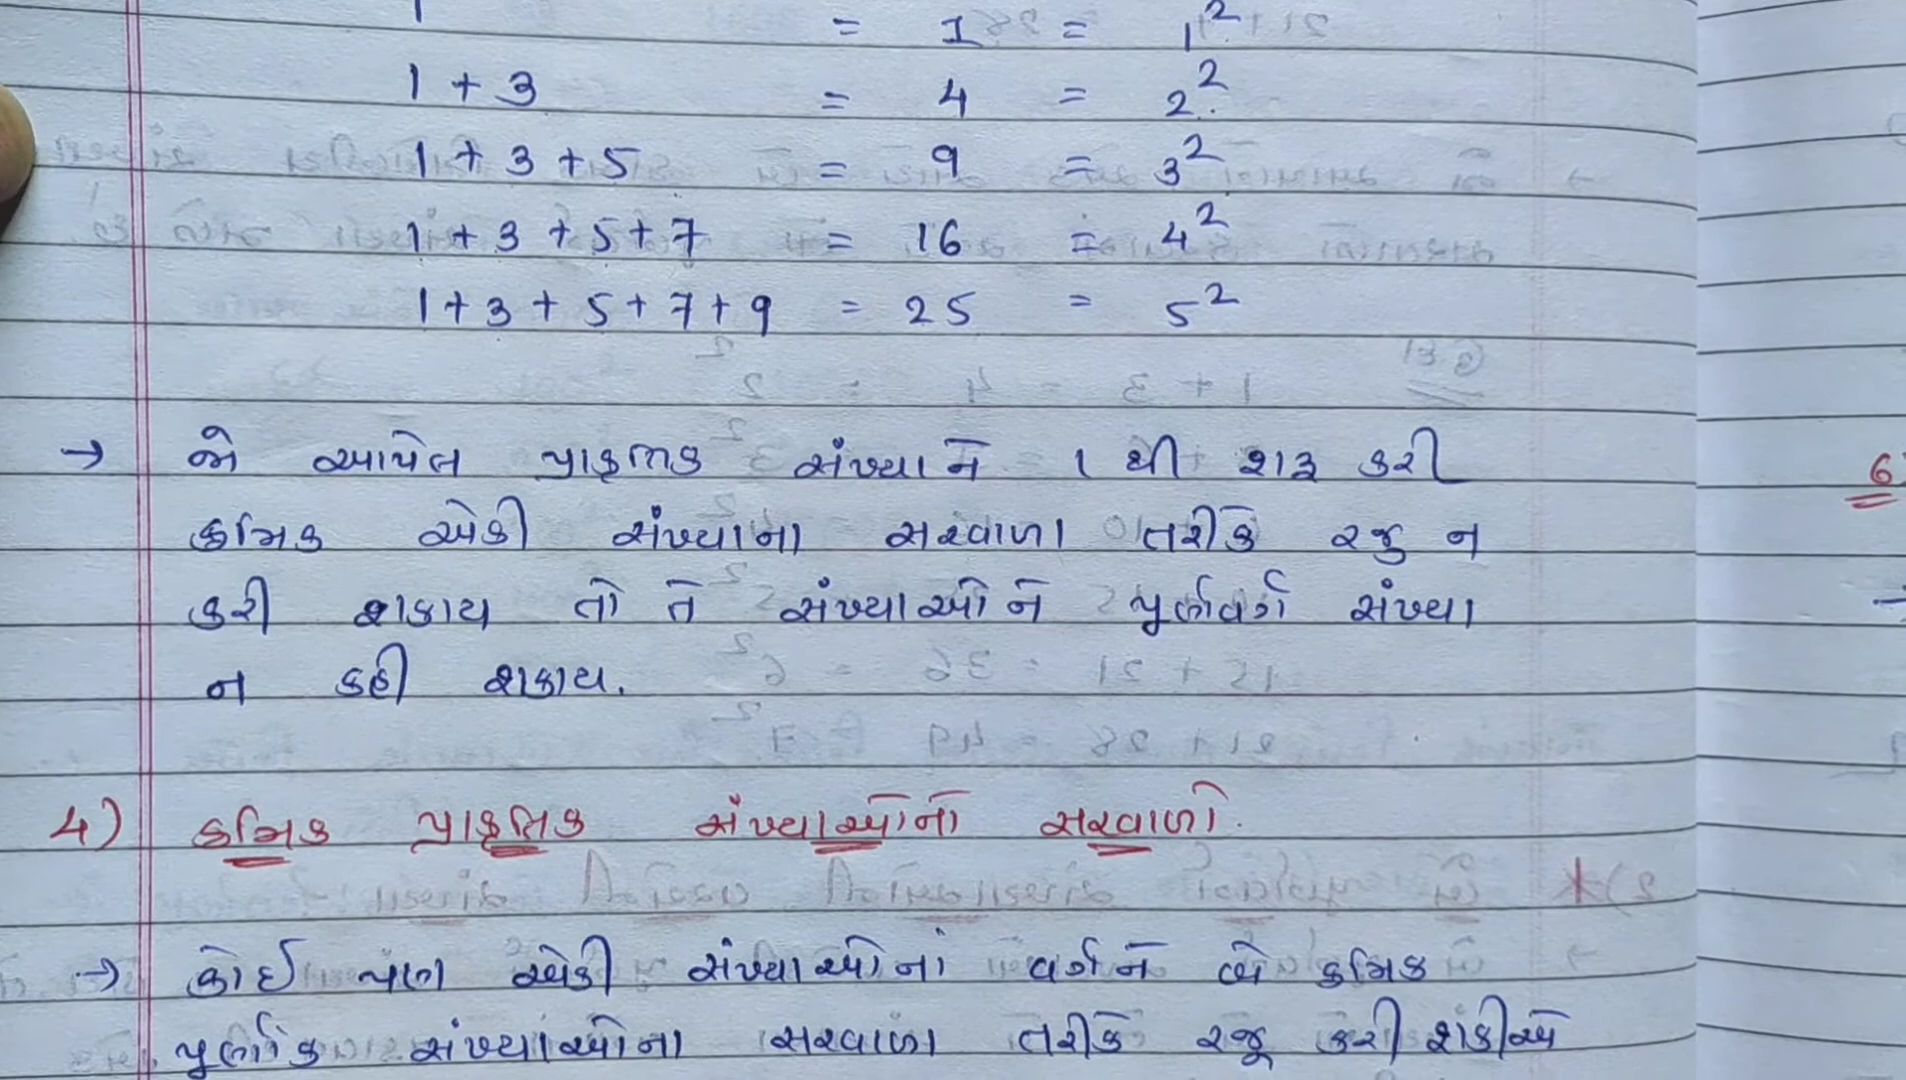 1 = 1 = 1²
1 + 3 = 4 = 2²
1 + 3 + 5 = 9 = 3²
1 + 3 + 5 + 7 = 16 = 4²
1 + 3 + 5 + 7 + 9 = 25 = 5²
→ જો આપેલ પ્રાકૃતિક સંખ્યાને 1 થી શરૂ કરી
ક્રમિક એકી સંખ્યાના સરવાળા તરીકે રજુ ન
કરી શકાય તો તે સંખ્યાઓને પૂર્ણવર્ગ સંખ્યા
ન કહી શકાય.
4) ક્રમિક પ્રાકૃતિક સંખ્યાઓનો સરવાળો.
→ કોઈ પણ એકી સંખ્યાઓનાં વર્ગને બે ક્રમિક
પૂર્ણાંક સંખ્યાઓના સરવાળા તરીકે રજૂ કરી શકીએ
6